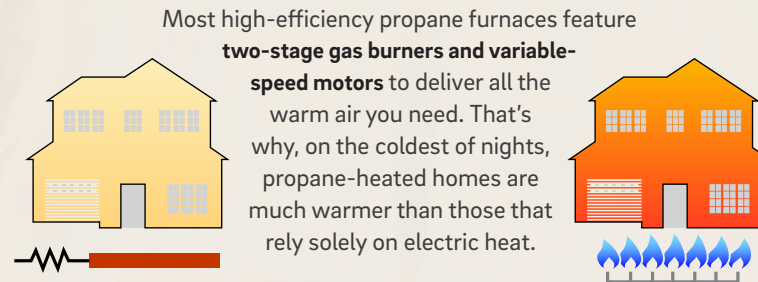 Most high-efficiency propane furnaces feature
two-stage gas burners and variable-
speed motors to deliver all the
warm air you need. That's
why, on the coldest of nights,
propane-heated homes are
much warmer than those that
rely solely on electric heat.